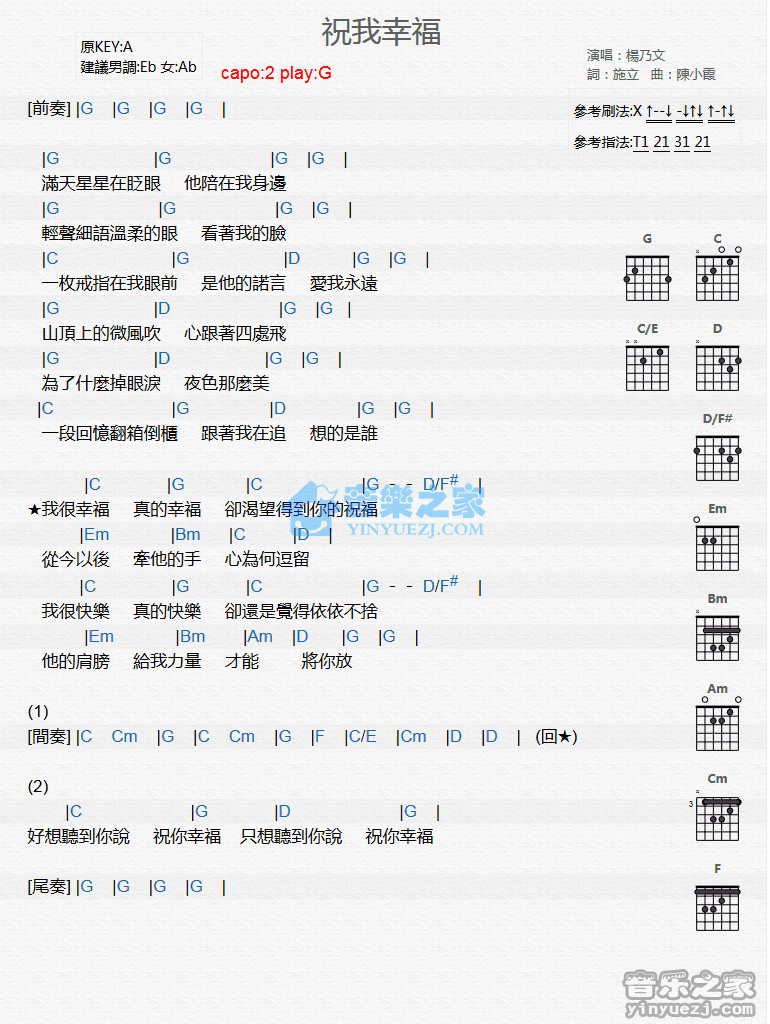 祝我幸福
原KEY:A
建議男調:Eb 女:Ab
capo:2 play:G
演唱：楊乃文
詞：施立 曲：陳小霞
[前奏] |G |G |G |G |
參考刷法:X ↑--↓ -↓↑↓ ↑-↑↓
參考指法:T1 21 31 21
|G |G |G |G |
滿天星星在眨眼 他陪在我身邊
|G |G |G |G |
輕聲細語溫柔的眼 看著我的臉
|C |G |D |G |G |
一枚戒指在我眼前 是他的諾言 愛我永遠
|G |D |G |G |
山頂上的微風吹 心跟著四處飛
|G |D |G |G |
為了什麼掉眼淚 夜色那麼美
|C |G |D |G |G |
一段回憶翻箱倒櫃 跟著我在追 想的是誰
|C |G |C |G - - D/F# |
★我很幸福 真的幸福 卻渴望得到你的祝福
|Em |Bm |C |D |
從今以後 牽他的手 心為何逗留
|C |G |C |G - - D/F# |
我很快樂 真的快樂 卻還是覺得依依不捨
|Em |Bm |Am |D |G |G |
他的肩膀 給我力量 才能 將你放
(1)
[間奏] |C Cm |G |C Cm |G |F |C/E |Cm |D |D | (回★)
(2)
|C |G |D |G |
好想聽到你說 祝你幸福 只想聽到你說 祝你幸福
[尾奏] |G |G |G |G |
G C
x
C/E D
x x x
D/F#
Em
Bm
x
Am
x
Cm
x
3
F
音樂之家
YINYUEZJ.COM
音乐之家
yinyuezj.com